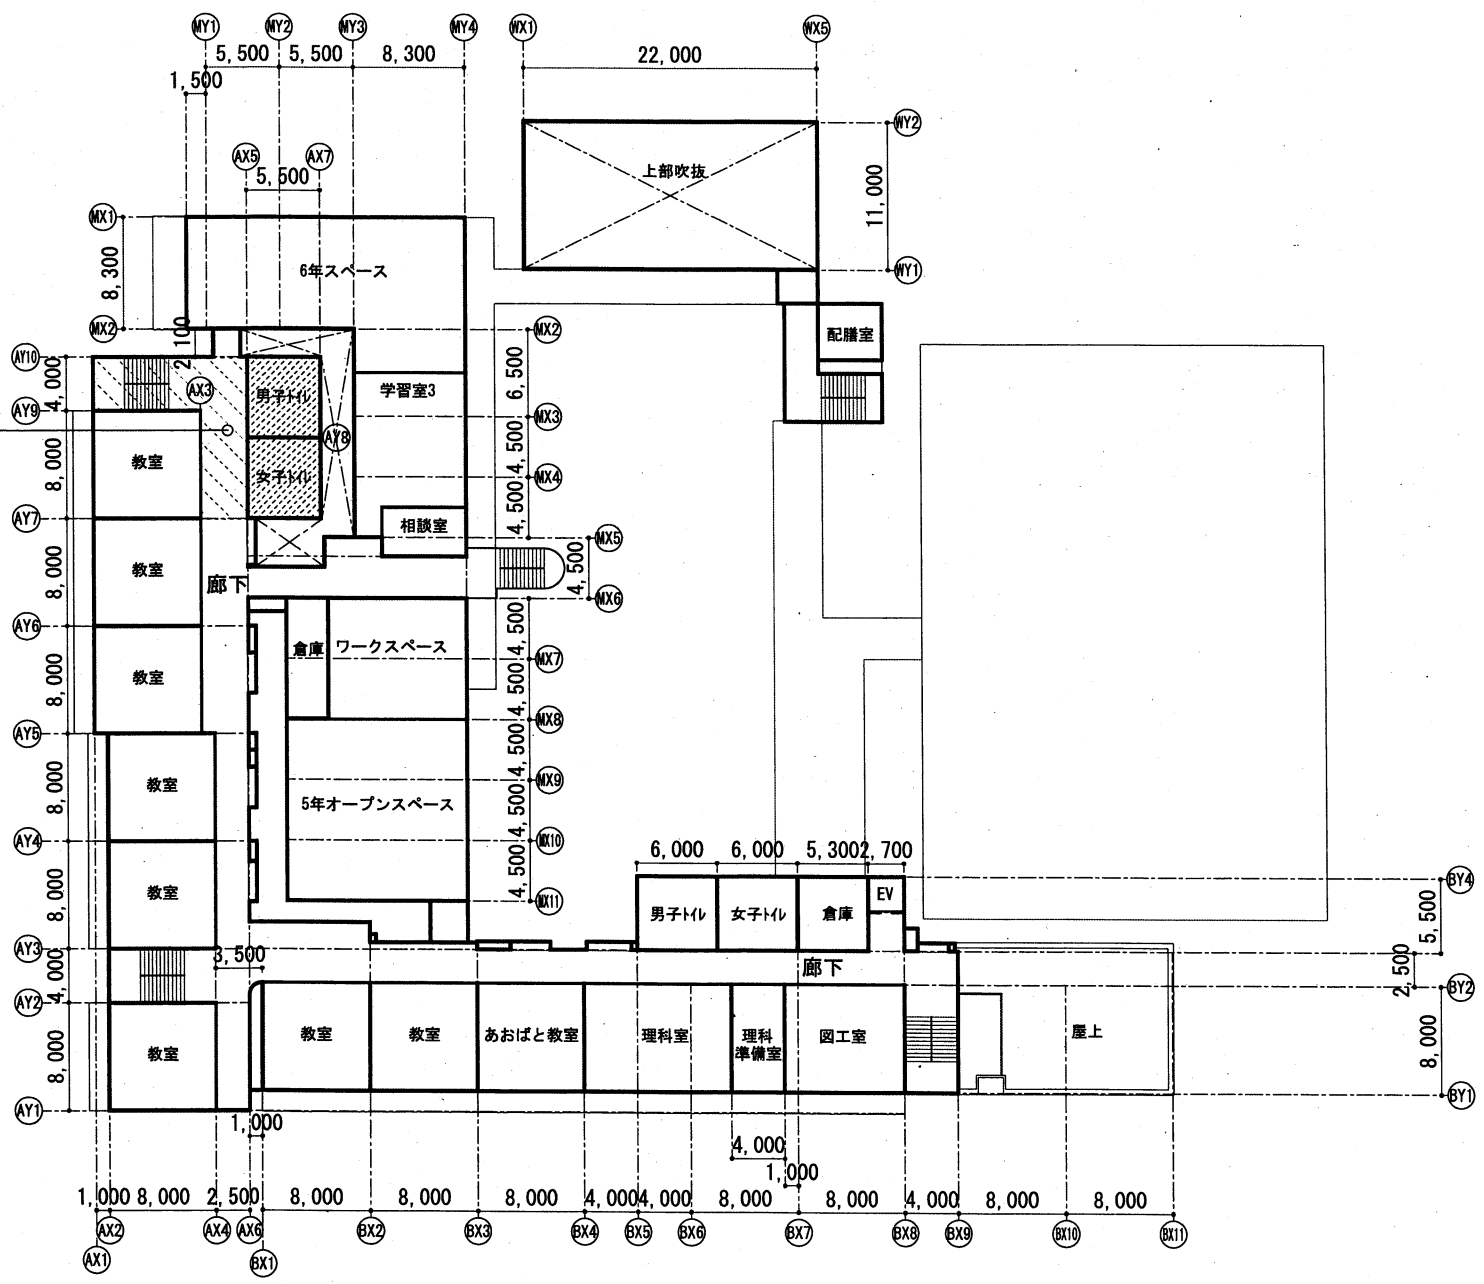 MY1 MY2 MY3 MY4 WX1 WX5
5,500 5,500 8,300 22,000
1,500
WY2
AX5 AX7
5,500
上部吹抜
11,000
MX1
8,300
6年スペース
WY1
MX2
2,100
MX2
配膳室
AY10
4,000
AX3
男子トイレ
学習室3
6,500
AY9
MX3
教室
8,000
AY8
女子トイレ
4,500
MX4
AY7
相談室
4,500
MX5
教室
8,000
廊下
4,500
MX6
AY6
倉庫
ワークスペース
4,500
MX7
教室
8,000
4,500
AY5
MX8
教室
8,000
4,500
MX9
5年オープンスペース
4,500
AY4
MX10
6,000 6,000 5,300 2,700
教室
8,000
4,500
MX11
男子トイレ
女子トイレ
倉庫
EV
BY4
5,500
AY3
4,000
3,500
廊下
2,500
AY2
BY2
教室
8,000
教室
教室
あおばと教室
理科室
理科
準備室
図工室
屋上
8,000
AY1
BY1
1,000
4,000
1,000
1,000 8,000 2,500 8,000 8,000 8,000 4,000 4,000 8,000 8,000 4,000 8,000 8,000
AX2 AX4 AX6 BX2 BX3 BX4 BX5 BX6 BX7 BX8 BX9 BX10 BX11
AX1 BX1